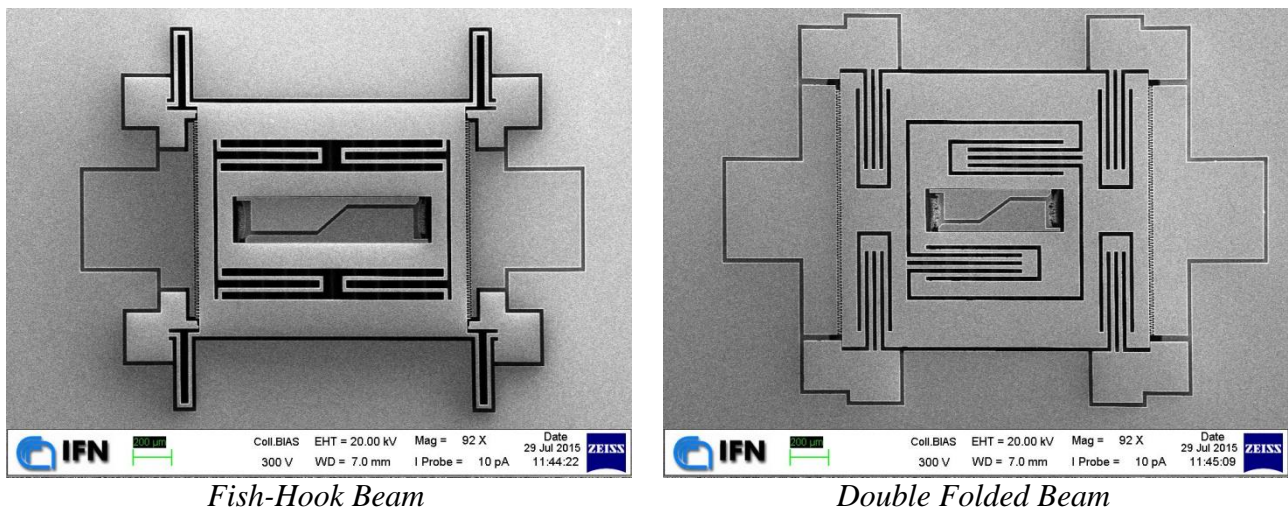 200 µm
IFN
Coll.BIAS
300 V
EHT = 20.00 kV
WD = 7.0 mm
Mag = 92 X
I Probe = 10 pA
Date
29 Jul 2015
11:44:22
ZEISS
Fish-Hook Beam
200 µm
IFN
Coll.BIAS
300 V
EHT = 20.00 kV
WD = 7.0 mm
Mag = 92 X
I Probe = 10 pA
Date
29 Jul 2015
11:45:09
ZEISS
Double Folded Beam